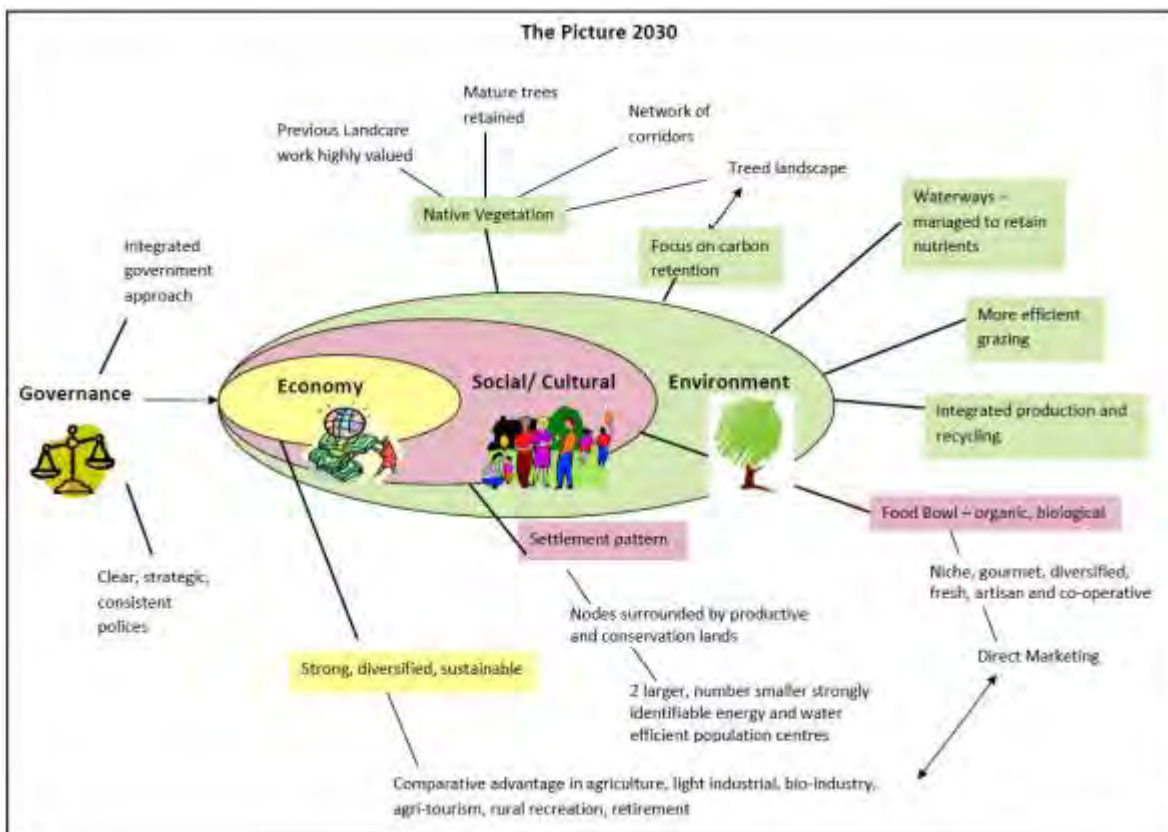 The Picture 2030
Mature trees
retained
Network of
corridors
Previous Landcare
work highly valued
Treed landscape
Native Vegetation
Waterways –
managed to retain
nutrients
Integrated
government
approach
Focus on carbon
retention
More efficient
grazing
Governance
Economy
Social/ Cultural
Environment
Integrated production and
recycling
Food Bowl – organic, biological
Settlement pattern
Niche, gourmet, diversified,
fresh, artisan and co-operative
Clear, strategic,
consistent
polices
Nodes surrounded by productive
and conservation lands
Direct Marketing
Strong, diversified, sustainable
2 larger, number smaller strongly
identifiable energy and water
efficient population centres
Comparative advantage in agriculture, light industrial, bio-industry,
agri-tourism, rural recreation, retirement